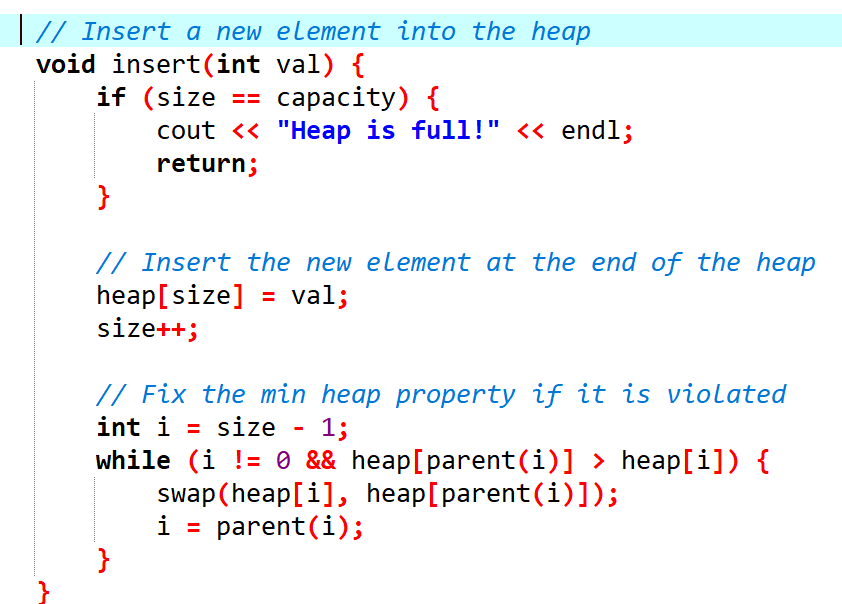 // Insert a new element into the heap
void insert(int val) {
    if (size == capacity) {
        cout << "Heap is full!" << endl;
        return;
    }

    // Insert the new element at the end of the heap
    heap[size] = val;
    size++;

    // Fix the min heap property if it is violated
    int i = size - 1;
    while (i != 0 && heap[parent(i)] > heap[i]) {
        swap(heap[i], heap[parent(i)]);
        i = parent(i);
    }
}